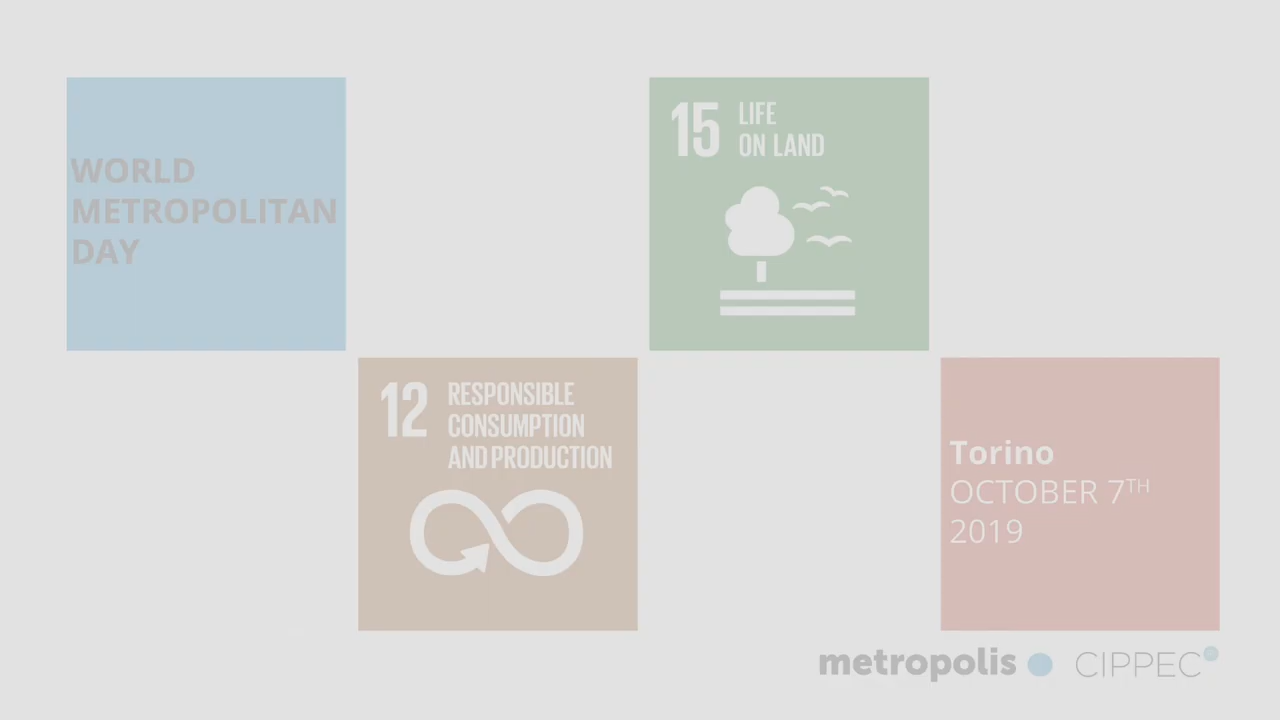 WORLD
METROPOLITAN
DAY
15 LIFE
ON LAND
12 RESPONSIBLE
CONSUMPTION
AND PRODUCTION
Torino
OCTOBER 7TH
2019
metropolis CIPPEC